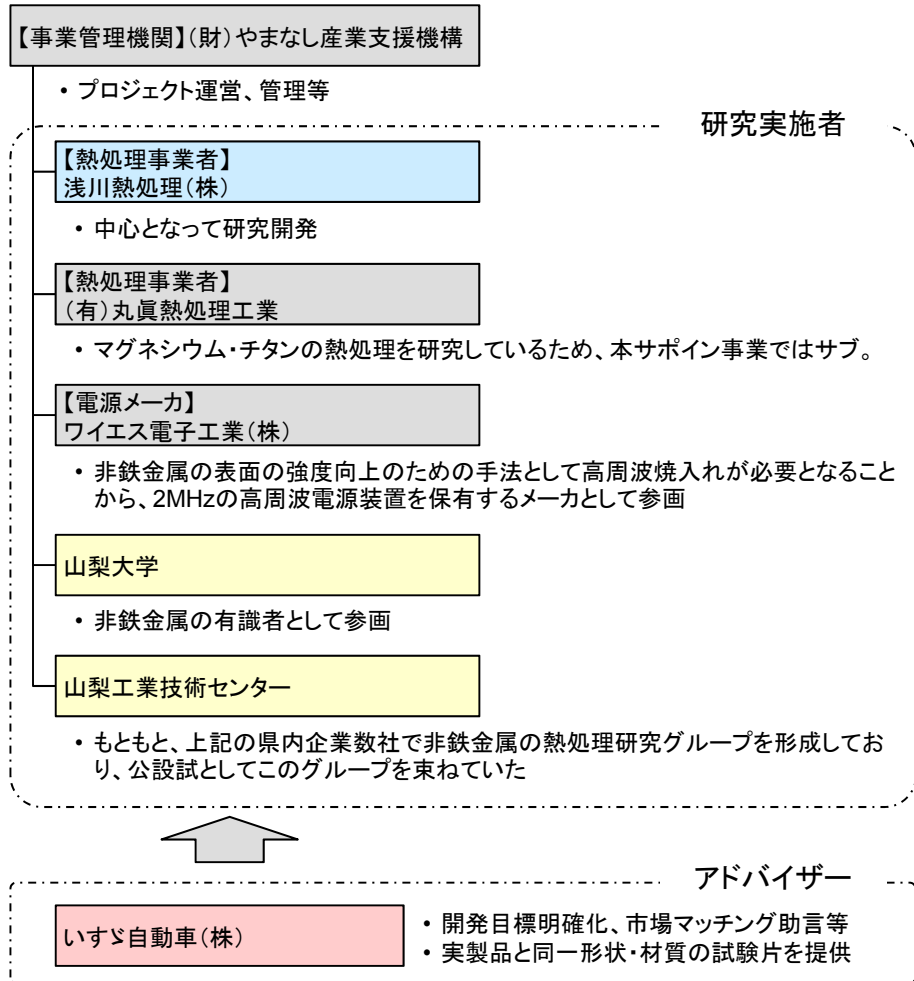 【事業管理機関】（財）やまなし産業支援機構
• プロジェクト運営、管理等
研究実施者
【熱処理事業者】
浅川熱処理（株）
• 中心となって研究開発
【熱処理事業者】
（有）丸眞熱処理工業
• マグネシウム・チタンの熱処理を研究しているため、本サポイン事業ではサブ。
【電源メーカ】
ワイエス電子工業（株）
• 非鉄金属の表面の強度向上のための手法として高周波焼入れが必要となること
から、2MHzの高周波電源装置を保有するメーカとして参画
山梨大学
• 非鉄金属の有識者として参画
山梨工業技術センター
• もともと、上記の県内企業数社で非鉄金属の熱処理研究グループを形成してお
り、公設試としてこのグループを束ねていた
アドバイザー
いすゞ自動車（株）
• 開発目標明確化、市場マッチング助言等
• 実製品と同一形状・材質の試験片を提供